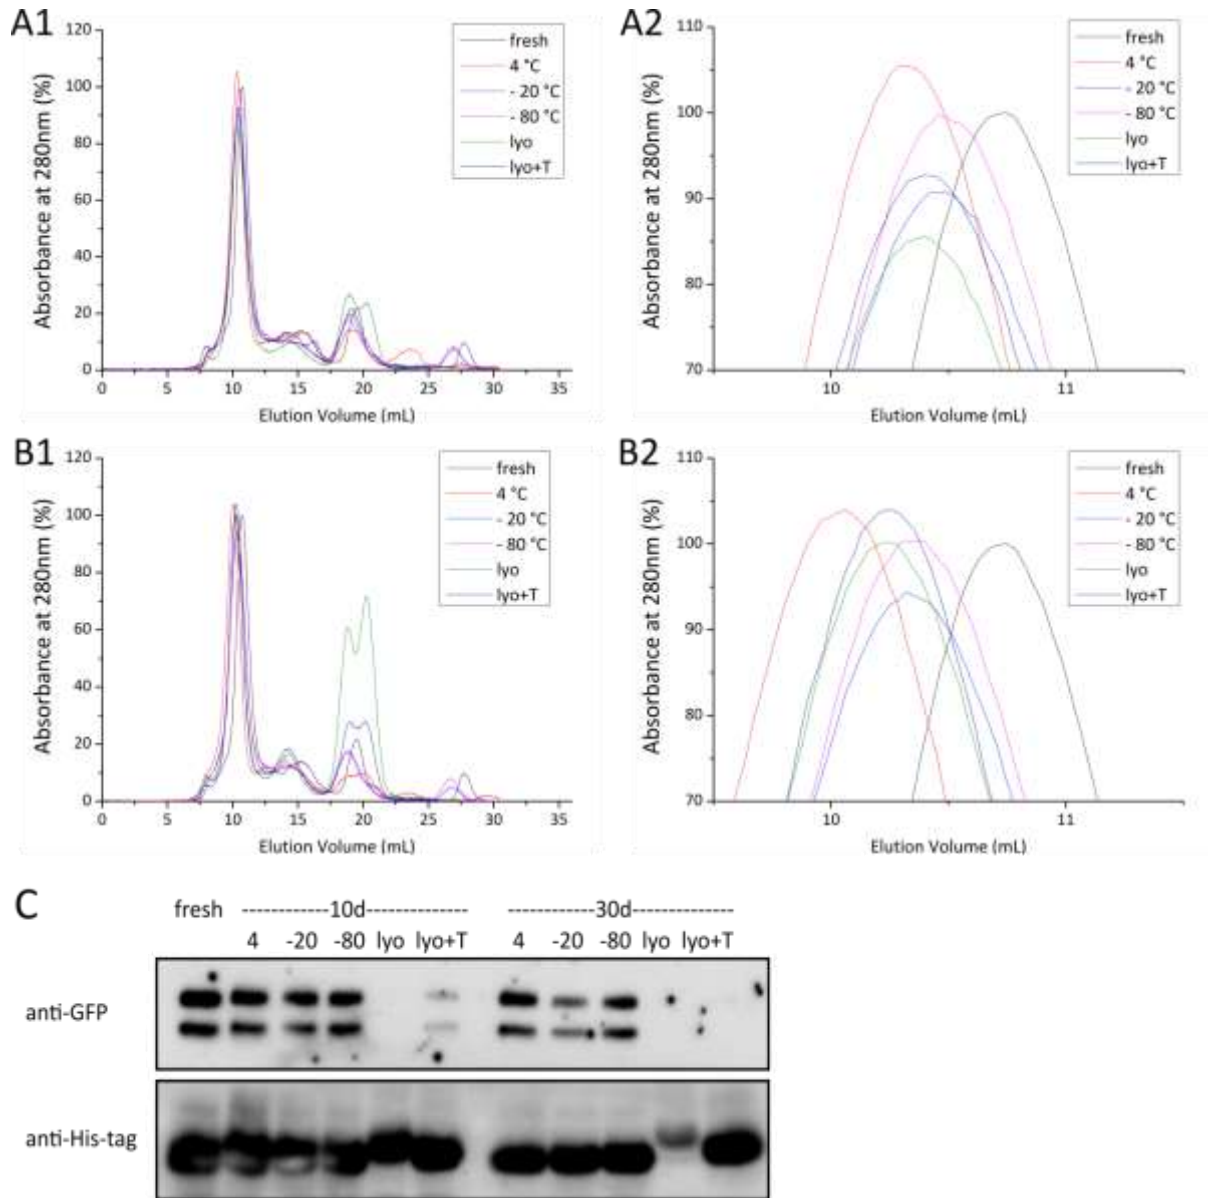 A1
120
100
80
60
40
20
0
Absorbance at 280nm (%)
0 5 10 15 20 25 30 35
Elution Volume (mL)
fresh
4 °C
- 20 °C
- 80 °C
lyo
lyo+T
A2
110
100
90
80
70
Absorbance at 280nm (%)
10 11
Elution Volume (mL)
fresh
4 °C
- 20 °C
- 80 °C
lyo
lyo+T
B1
120
100
80
60
40
20
0
Absorbance at 280nm (%)
0 5 10 15 20 25 30 35
Elution Volume (mL)
fresh
4 °C
- 20 °C
- 80 °C
lyo
lyo+T
B2
110
100
90
80
70
Absorbance at 280nm (%)
10 11
Elution Volume (mL)
fresh
4 °C
- 20 °C
- 80 °C
lyo
lyo+T
C
fresh ------------10d-------------- ------------30d--------------
4 -20 -80 lyo lyo+T 4 -20 -80 lyo lyo+T
anti-GFP
anti-His-tag